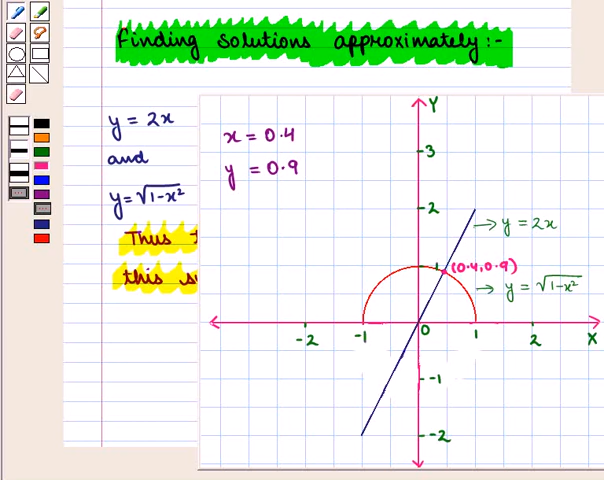 Finding solutions approximately:-
y = 2x
and
y = √1-x²
Thus
this
x = 0.4
y = 0.9
Y
3
2
1
-1
-2
-2
-1
0
1
2
X
→ y = 2x
(0.4,0.9)
→ y = √1-x²